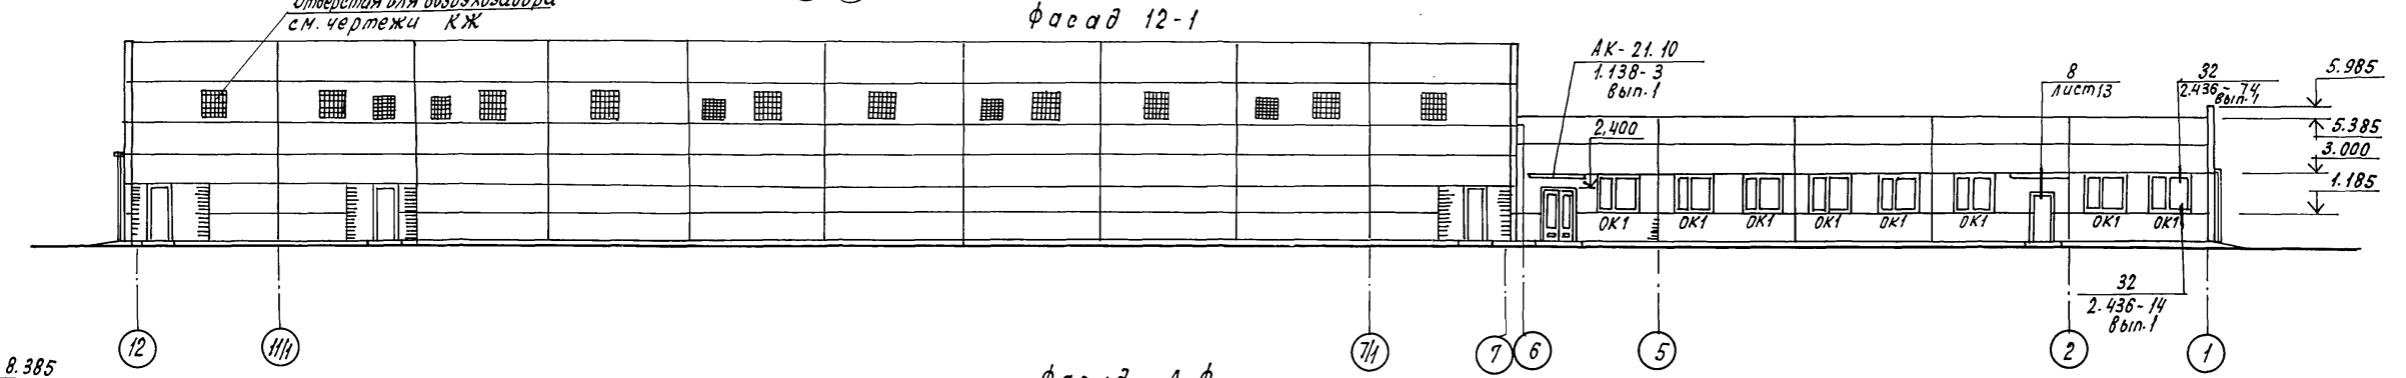 Отверстия для воздухозабора
см. чертежи КЖ
Фасад 12-1
АК-21.10
1.138-3
вып.1
2,400
8
лист13
32
2.436-14
вып.1
5.985
5.385
3.000
1.185
ОК1
ОК1
ОК1
ОК1
ОК1
ОК1
ОК1
ОК1
32
2.436-14
вып.1
12
11/1
7/1
7
6
5
2
1
8.385